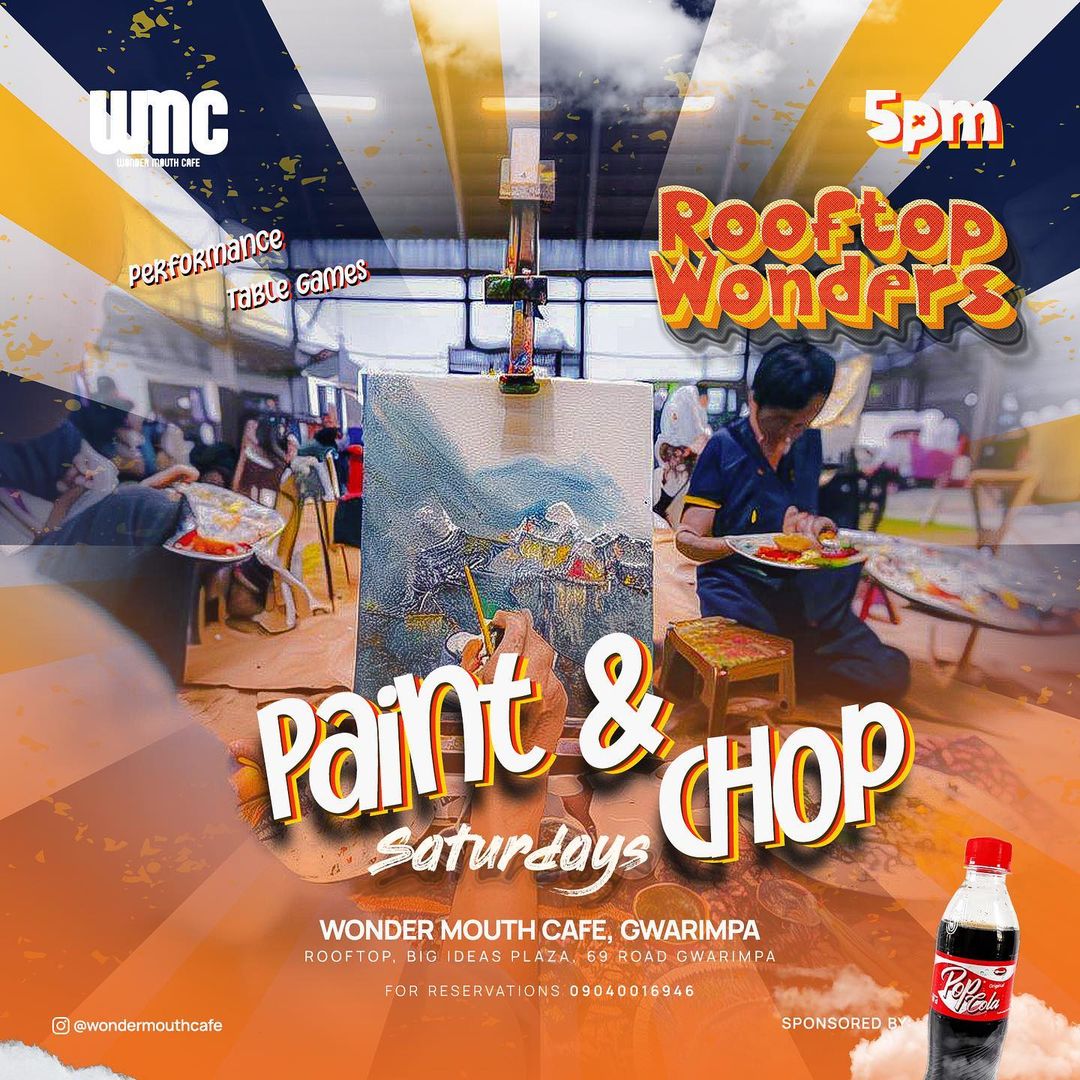 WMC
WONDER MOUTH CAFE
5pm
Rooftop
Wonders
Performance
Table Games
Paint & Chop
Saturdays
WONDER MOUTH CAFE, GWARIMPA
ROOFTOP, BIG IDEAS PLAZA, 69 ROAD GWARIMPA
FOR RESERVATIONS.09040016946
@wondermouthcafe
SPONSORED BY
Original
Pop
Cola